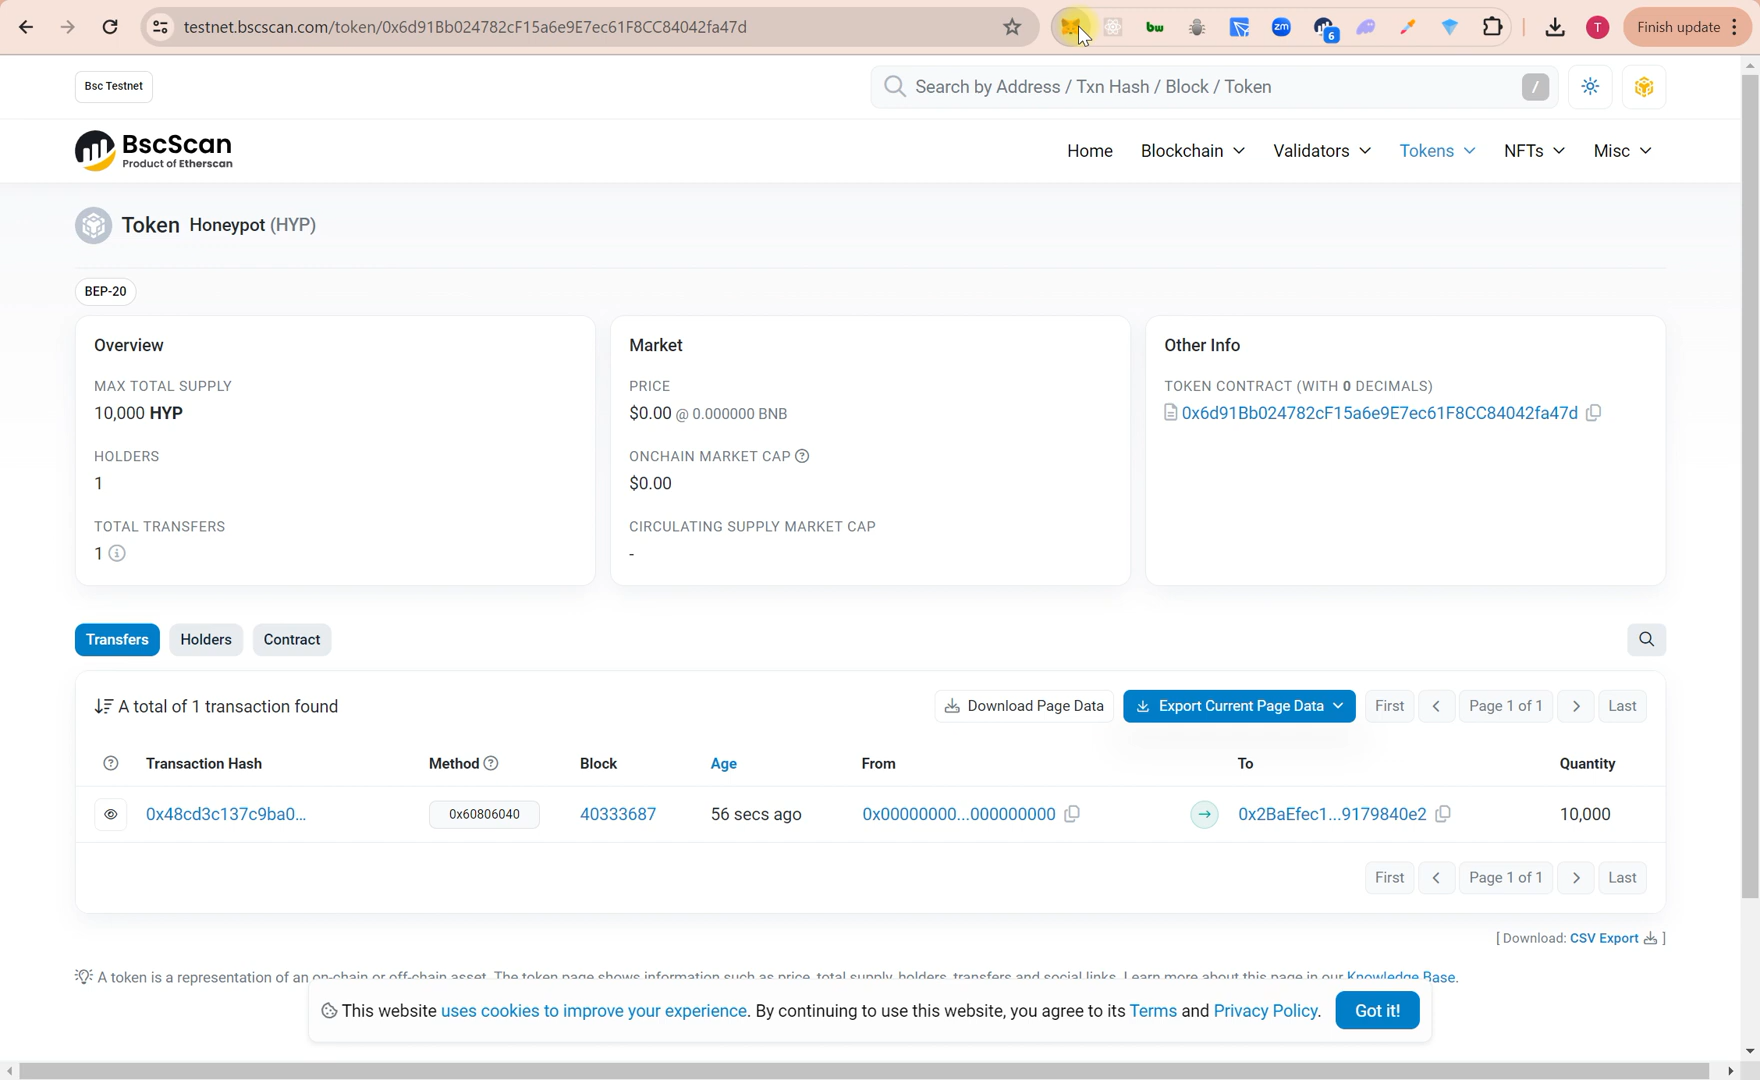 testnet.bscscan.com/token/0x6d91Bb024782cF15a6e9E7ec61F8CC84042fa47d
bw
zm
6
T
Finish update
Bsc Testnet
Search by Address / Txn Hash / Block / Token
/
BscScan
Product of Etherscan
Home
Blockchain
Validators
Tokens
NFTs
Misc
Token Honeypot (HYP)
BEP-20
Overview
MAX TOTAL SUPPLY
10,000 HYP
HOLDERS
1
TOTAL TRANSFERS
1
Market
PRICE
$0.00 @ 0.000000 BNB
ONCHAIN MARKET CAP
$0.00
CIRCULATING SUPPLY MARKET CAP
-
Other Info
TOKEN CONTRACT (WITH 0 DECIMALS)
0x6d91Bb024782cF15a6e9E7ec61F8CC84042fa47d
Transfers
Holders
Contract
A total of 1 transaction found
Download Page Data
Export Current Page Data
First
Page 1 of 1
Last
Transaction Hash
Method
Block
Age
From
To
Quantity
0x48cd3c137c9ba0...
0x60806040
40333687
56 secs ago
0x00000000...000000000
0x2BaEfec1...9179840e2
10,000
First
Page 1 of 1
Last
[ Download: CSV Export ]
A token is a representation of an on-chain or off-chain asset. The token page shows information such as price, total supply, holders, transfers and social links. Learn more about this page in our Knowledge Base.
This website uses cookies to improve your experience. By continuing to use this website, you agree to its Terms and Privacy Policy.
Got it!